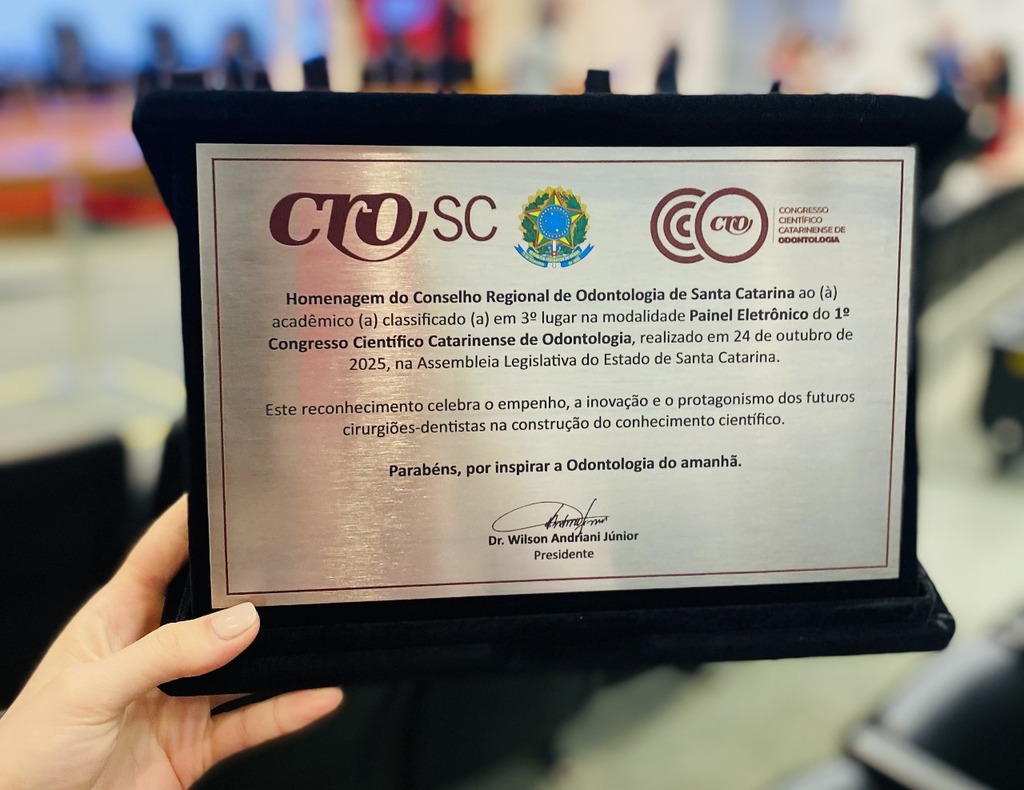 CRO SC
CRO
CONGRESSO
CIENTÍFICO
CATARINENSE DE
ODONTOLOGIA
Homenagem do Conselho Regional de Odontologia de Santa Catarina ao (à)
acadêmico (a) classificado (a) em 3º lugar na modalidade Painel Eletrônico do 1º
Congresso Científico Catarinense de Odontologia, realizado em 24 de outubro de
2025, na Assembleia Legislativa do Estado de Santa Catarina.
Este reconhecimento celebra o empenho, a inovação e o protagonismo dos futuros
cirurgiões-dentistas na construção do conhecimento científico.
Parabéns, por inspirar a Odontologia do amanhã.
Dr. Wilson Andriani Júnior
Presidente